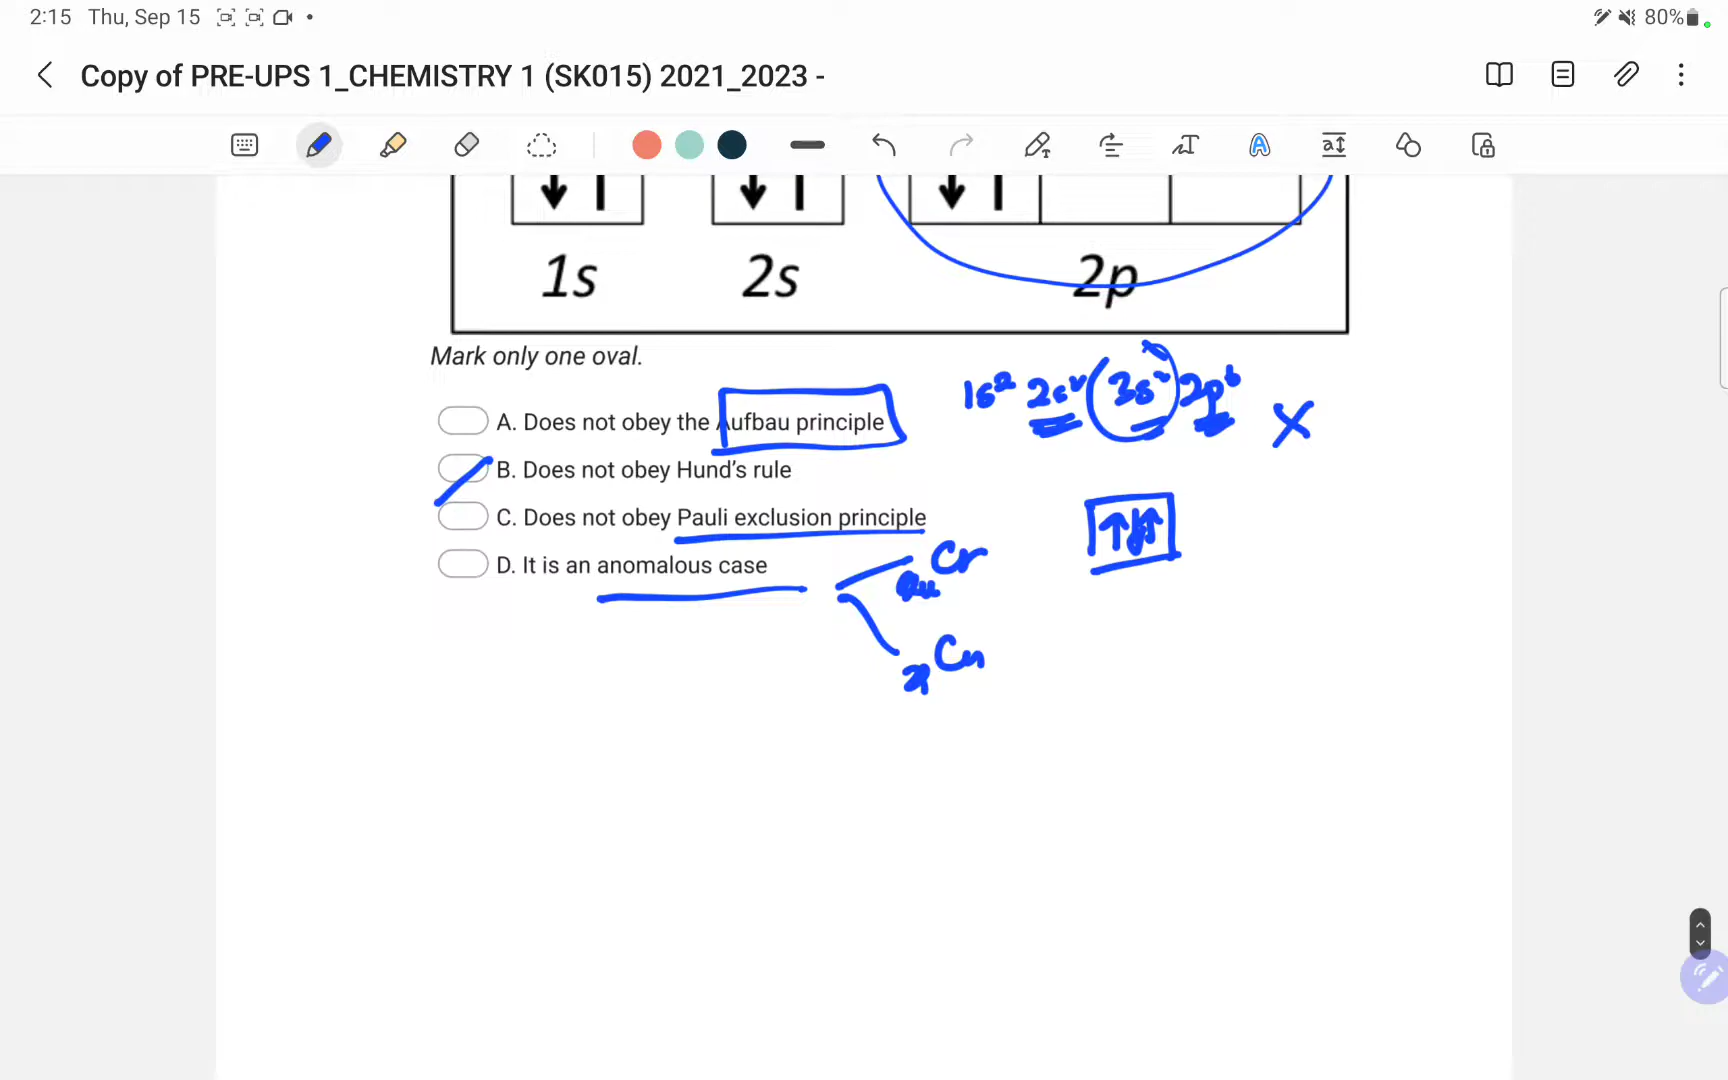 2:15 Thu, Sep 15 80%
Copy of PRE-UPS 1_CHEMISTRY 1 (SK015) 2021_2023 -
1s 2s 2p
Mark only one oval.
1s² 2s² 3s² 2p⁶ X
A. Does not obey the Aufbau principle
B. Does not obey Hund's rule
C. Does not obey Pauli exclusion principle
D. It is an anomalous case
Cr
Cu